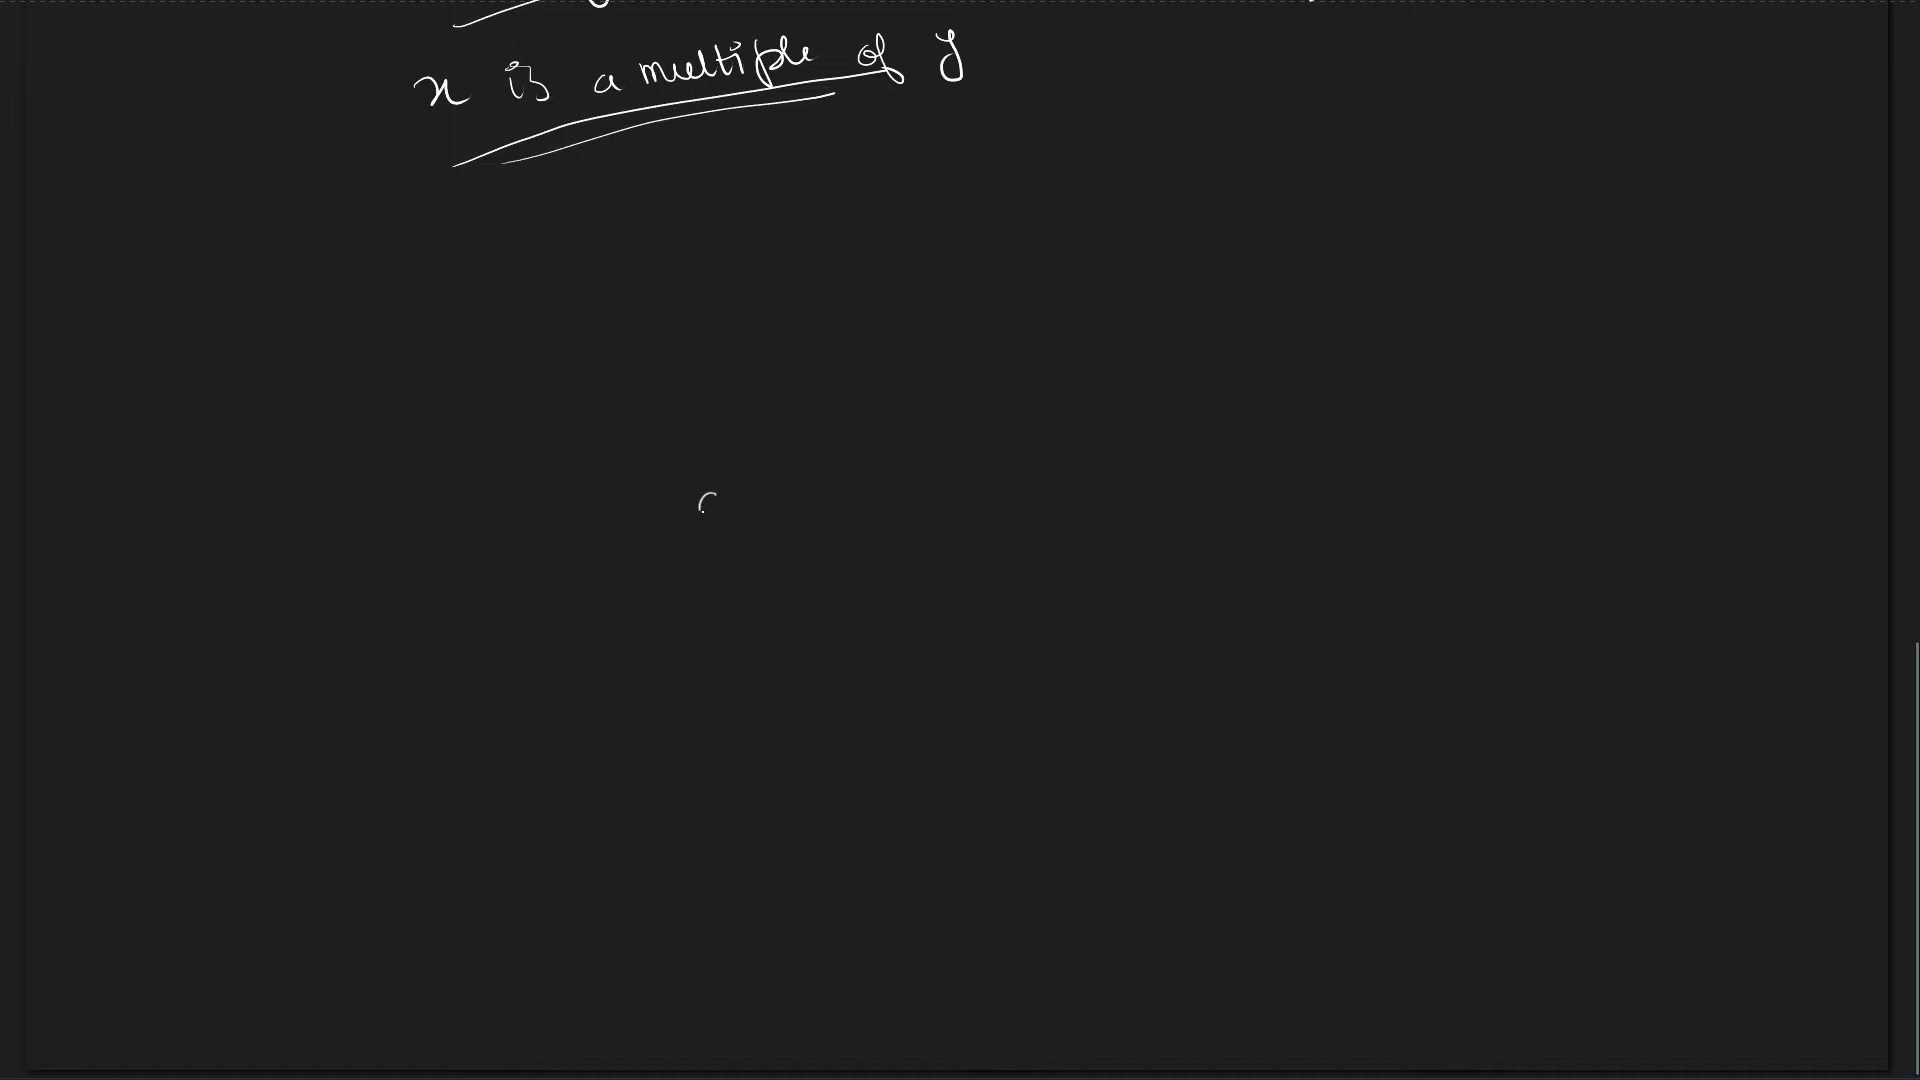 x is a multiple of y